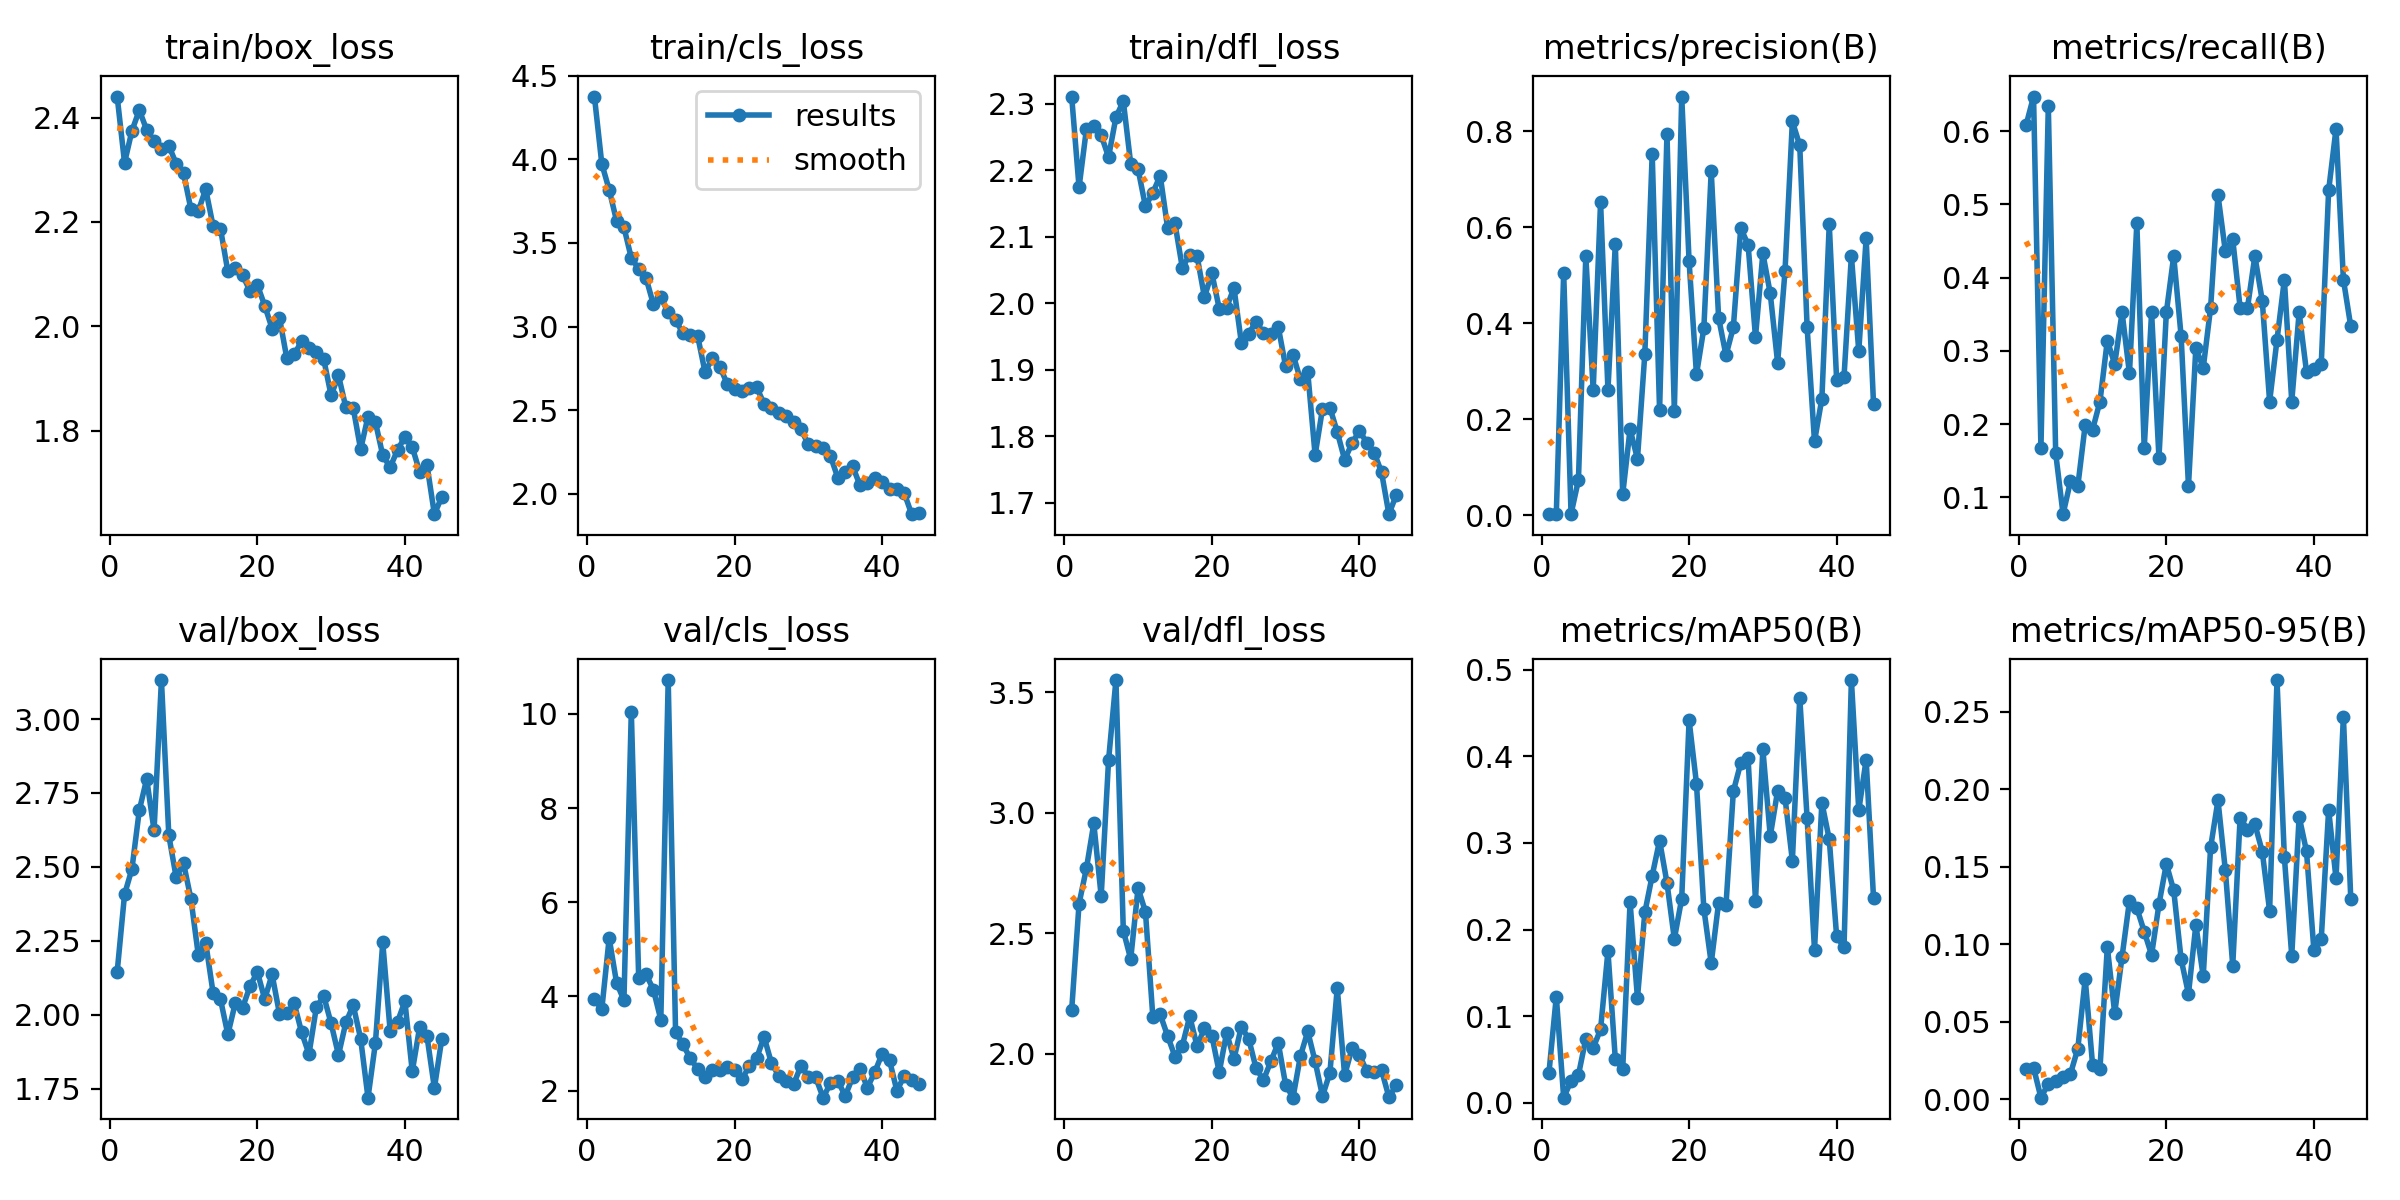 train/box_loss
2.4
2.2
2.0
1.8
0 20 40
train/cls_loss
results
smooth
4.5
4.0
3.5
3.0
2.5
2.0
0 20 40
train/dfl_loss
2.3
2.2
2.1
2.0
1.9
1.8
1.7
0 20 40
metrics/precision(B)
0.8
0.6
0.4
0.2
0.0
0 20 40
metrics/recall(B)
0.6
0.5
0.4
0.3
0.2
0.1
0 20 40
val/box_loss
3.00
2.75
2.50
2.25
2.00
1.75
0 20 40
val/cls_loss
10
8
6
4
2
0 20 40
val/dfl_loss
3.5
3.0
2.5
2.0
0 20 40
metrics/mAP50(B)
0.5
0.4
0.3
0.2
0.1
0.0
0 20 40
metrics/mAP50-95(B)
0.25
0.20
0.15
0.10
0.05
0.00
0 20 40